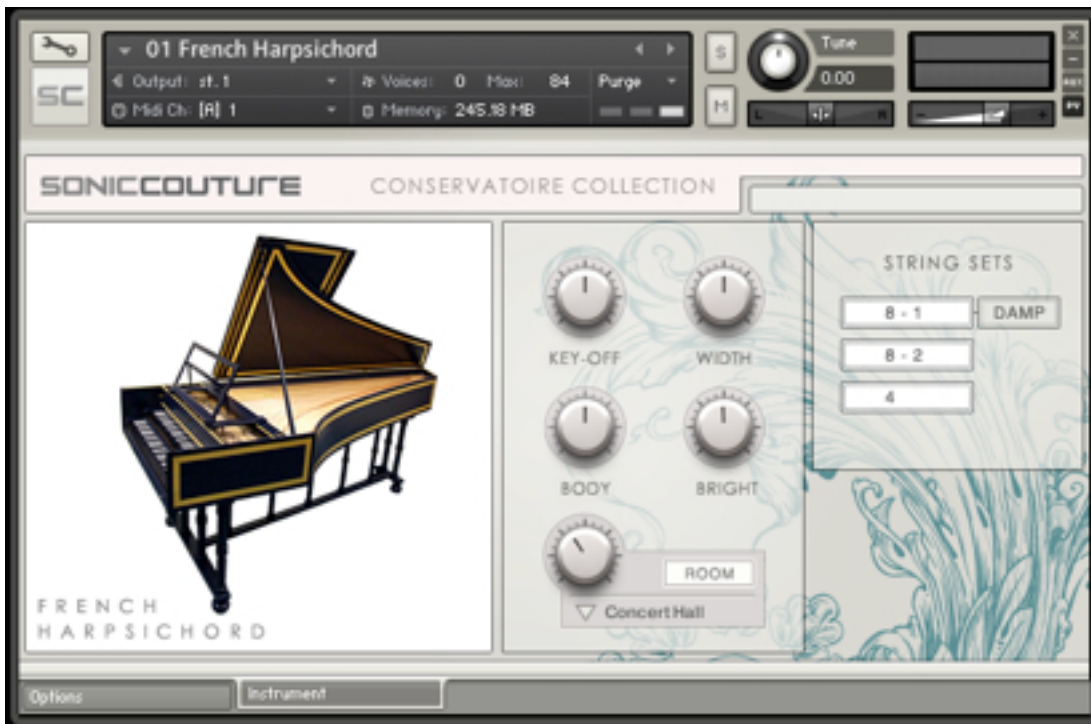 01 French Harpsichord
Output: st. 1
Voices: 0 Max: 84
Purge
Midi Ch: [A] 1
Memory: 245.18 MB
SC
S
M
Tune
0.00
L
R
SONICCOUTURE
CONSERVATOIRE COLLECTION
FRENCH
HARPSICHORD
KEY-OFF
WIDTH
BODY
BRIGHT
ROOM
Concert Hall
STRING SETS
8 - 1
DAMP
8 - 2
4
Options
Instrument